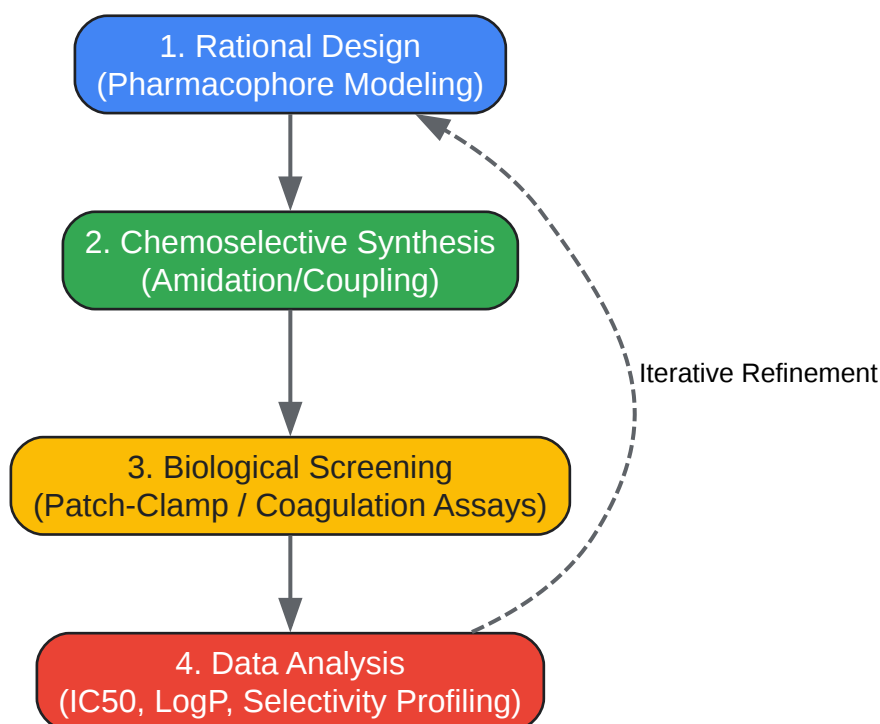 1. Rational Design
(Pharmacophore Modeling)
2. Chemoselective Synthesis
(Amidation/Coupling)
Iterative Refinement
3. Biological Screening
(Patch-Clamp / Coagulation Assays)
4. Data Analysis
(IC50, LogP, Selectivity Profiling)